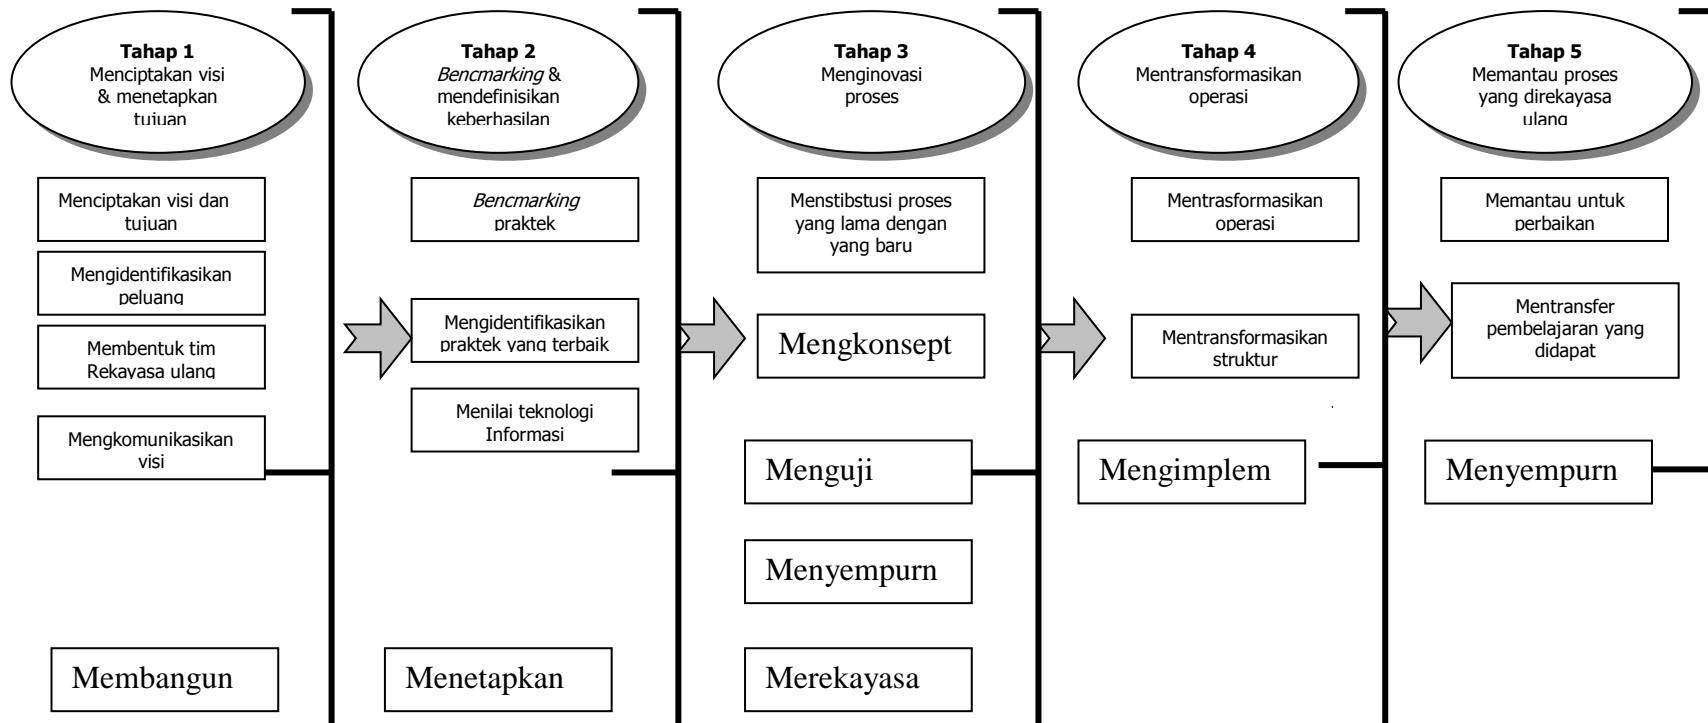 Tahap 1
Menciptakan visi
& menetapkan
tujuan
Menciptakan visi dan
tujuan
Mengidentifikasikan
peluang
Membentuk tim
Rekayasa ulang
Mengkomunikasikan
visi
Membangun
Tahap 2
Bencmarking &
mendefinisikan
keberhasilan
Bencmarking
praktek
Mengidentifikasikan
praktek yang terbaik
Menilai teknologi
Informasi
Menetapkan
Tahap 3
Menginovasi
proses
Menstibstusi proses
yang lama dengan
yang baru
Mengkonsept
Menguji
Menyempurn
Merekayasa
Tahap 4
Mentransformasikan
operasi
Mentrasformasikan
operasi
Mentransformasikan
struktur
Mengimplem
Tahap 5
Memantau proses
yang direkayasa
ulang
Memantau untuk
perbaikan
Mentransfer
pembelajaran yang
didapat
Menyempurn